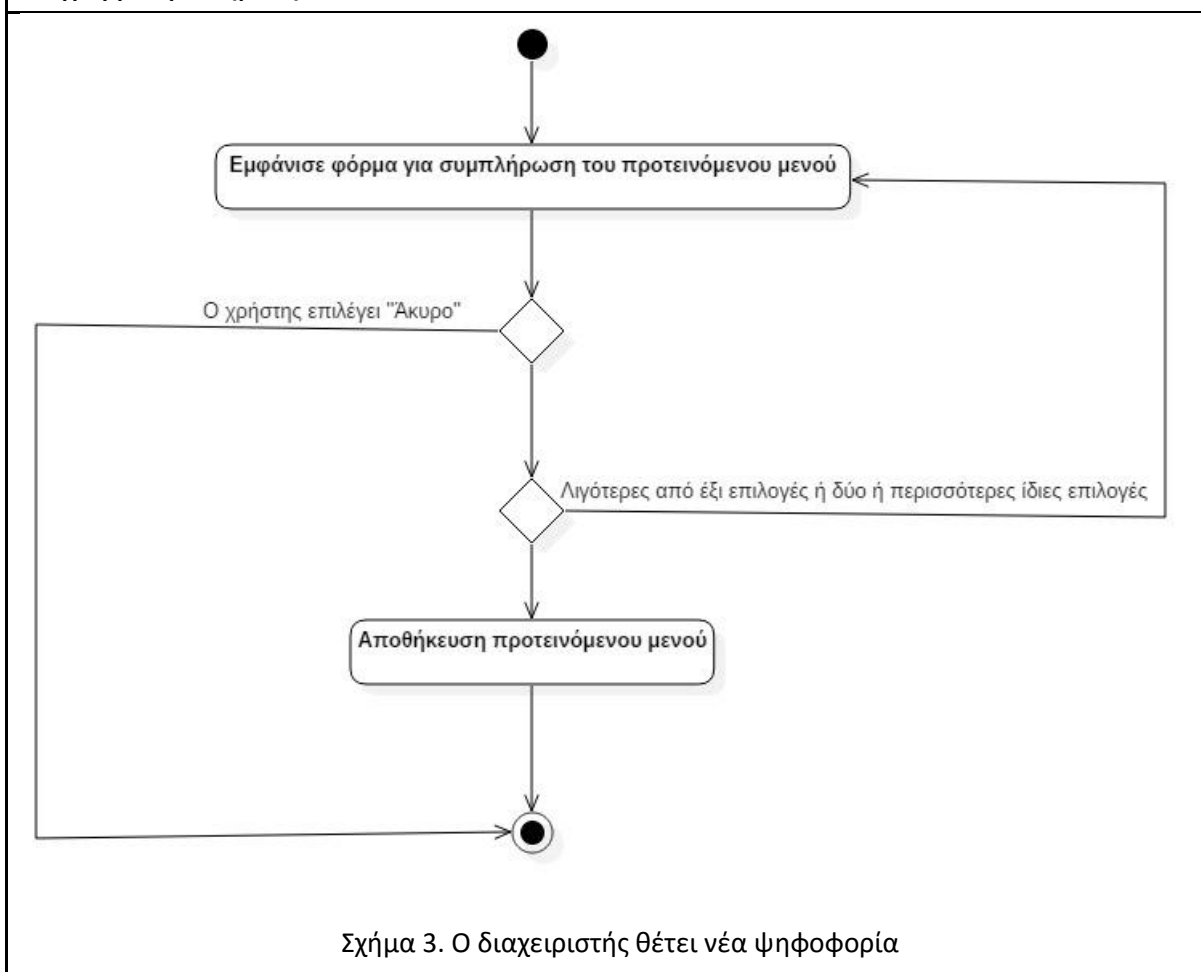 Εμφάνισε φόρμα για συμπλήρωση του προτεινόμενου μενού
Ο χρήστης επιλέγει "Άκυρο"
Λιγότερες από έξι επιλογές ή δύο ή περισσότερες ίδιες επιλογές
Αποθήκευση προτεινόμενου μενού
Σχήμα 3. Ο διαχειριστής θέτει νέα ψηφοφορία